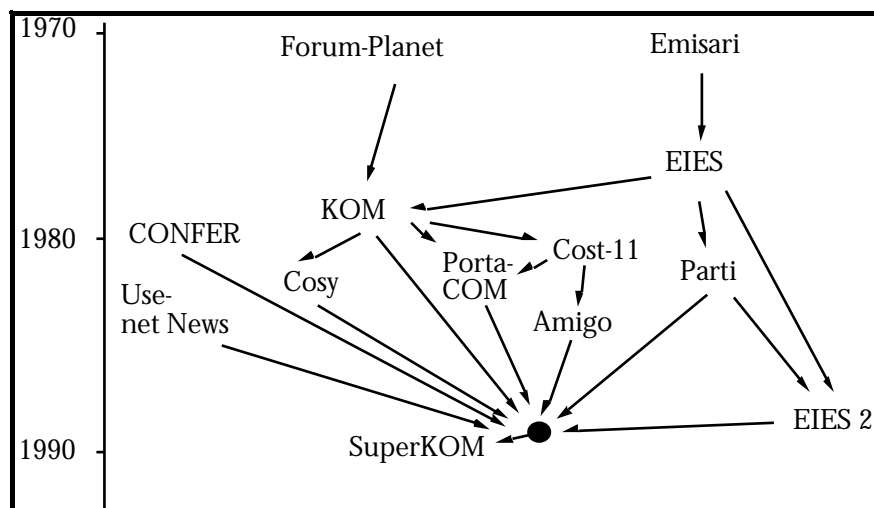 1970
Forum-Planet
Emisari
EIES
KOM
1980
CONFER
Cost-11
Porta-
COM
Parti
Cosy
Use-
net News
Amigo
EIES 2
SuperKOM
1990